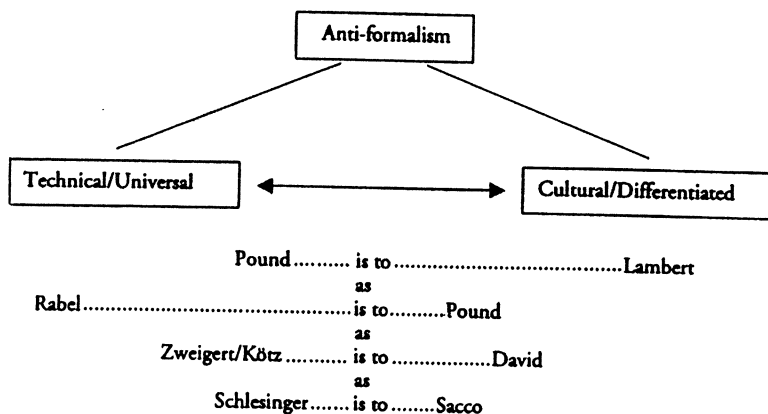 Anti-formalism
Technical/Universal
Cultural/Differentiated
Pound.......... is to ..........................................Lambert
as
Rabel..................................................is to..........Pound
as
Zweigert/Kötz ............ is to ...................David
as
Schlesinger....... is to ........Sacco